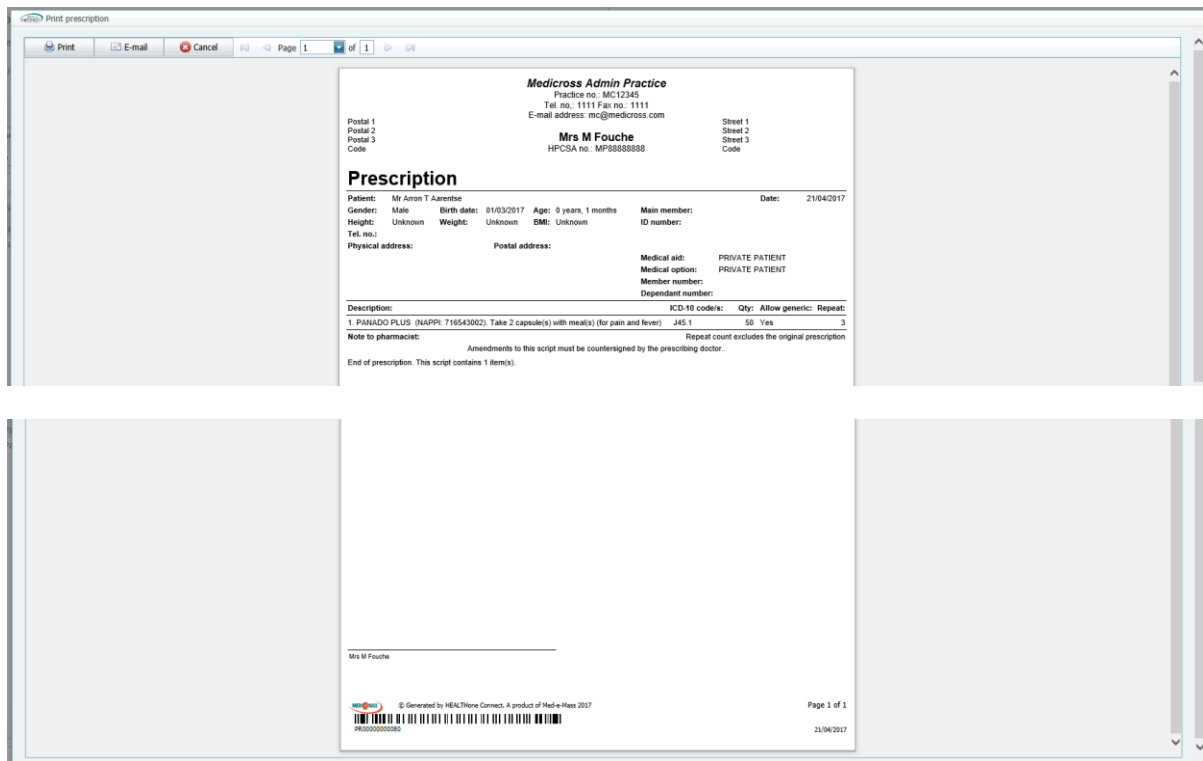 Print prescription
Print E-mail Cancel Page 1 of 1
Medicross Admin Practice
Practice no.: MC12345
Tel. no,: 1111 Fax no.: 1111
E-mail address: mc@medicross.com
Postal 1 Street 1
Postal 2 Street 2
Postal 3 Mrs M Fouche Street 3
Code HPCSA no.: MP88888888 Code
Prescription
Patient: Mr Arron T Aarentse Date: 21/04/2017
Gender: Male Birth date: 01/03/2017 Age: 0 years, 1 months Main member:
Height: Unknown Weight: Unknown BMI: Unknown ID number:
Tel. no.:
Physical address: Postal address:
Medical aid: PRIVATE PATIENT
Medical option: PRIVATE PATIENT
Member number:
Dependant number:
Description: ICD-10 code/s: Qty: Allow generic: Repeat:
1. PANADO PLUS (NAPPI: 716543002). Take 2 capsule(s) with meal(s) (for pain and fever) J45.1 50 Yes 3
Note to pharmacist: Repeat count excludes the original prescription
Amendments to this script must be countersigned by the prescribing doctor..
End of prescription. This script contains 1 item(s).
Mrs M Fouche
© Generated by HEALTHone Connect. A product of Med-e-Mass 2017 Page 1 of 1
PR00000000080 21/04/2017